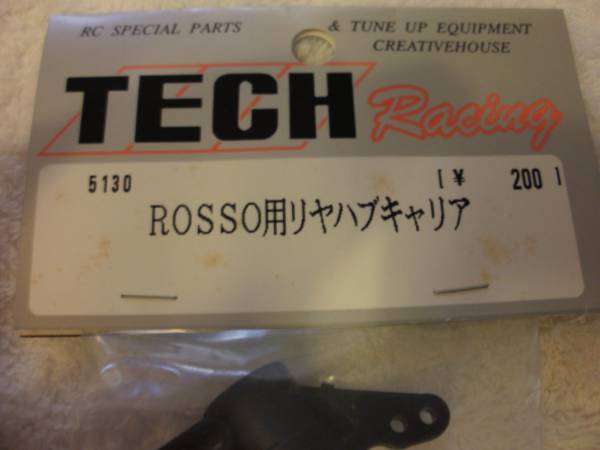 RC SPECIAL PARTS & TUNE UP EQUIPMENT
CREATIVEHOUSE
TECH Racing
5130 [ ¥ 200 ]
ROSSO用リヤハブキャリア